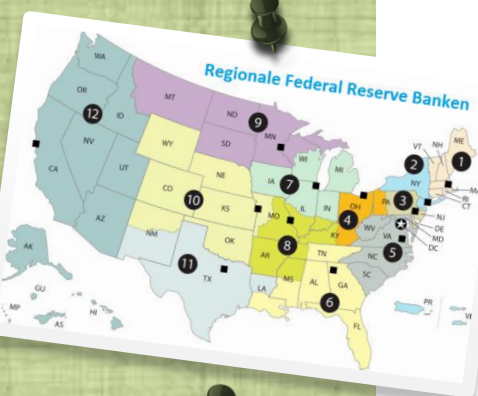 Regionale Federal Reserve Banken
WA
OR
ID
12
NV
CA
UT
AZ
MT
ND
9
MN
SD
WI
MI
WY
NE
IA
7
IL
IN
CO
10
KS
MO
NM
OK
AR
8
KY
11
TX
LA
MS
TN
AL
GA
6
FL
OH
4
PA
3
WV
VA
5
NC
SC
VT
NH
ME
1
2
NY
MA
RI
CT
NJ
DE
MD
DC
AK
GU
MP
AS
HI
PR
VI